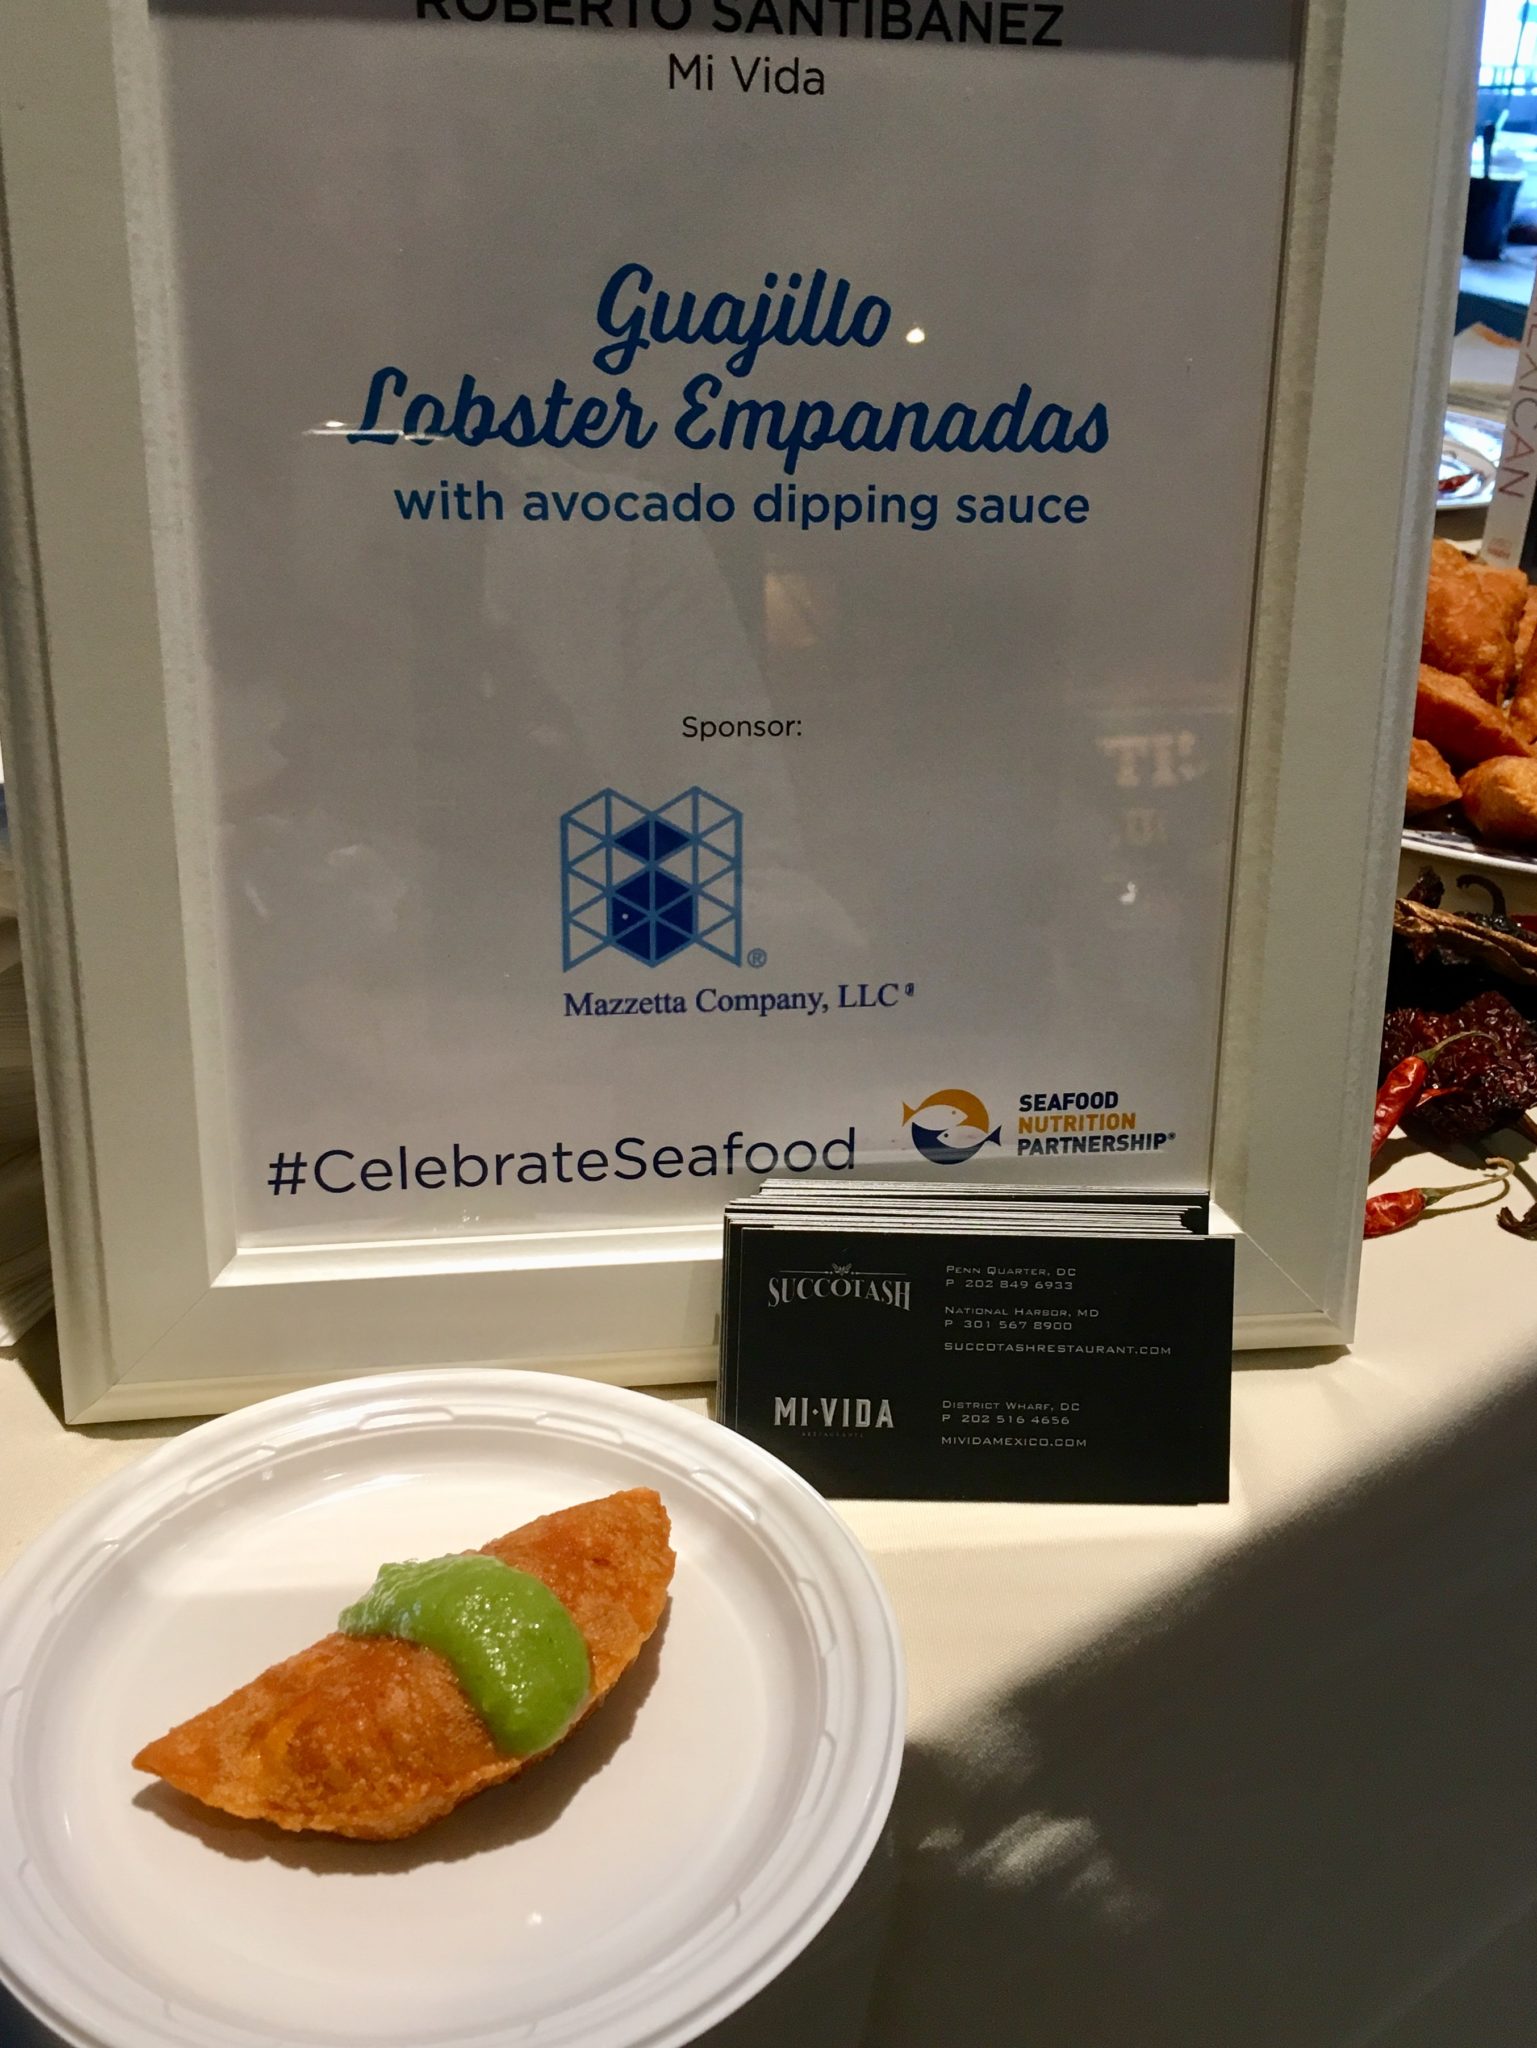 ROBERTO SANTIBAÑEZ
Mi Vida
Guajillo
Lobster Empanadas
with avocado dipping sauce
Sponsor:
®
Mazzetta Company, LLC
#CelebrateSeafood
SEAFOOD
NUTRITION
PARTNERSHIP®
SUCCOTASH
PENN QUARTER, DC
P 202 849 6933
NATIONAL HARBOR, MD
P 301 567 8900
SUCCOTASHRESTAURANT.COM
MI·VIDA
DISTRICT WHARF, DC
P 202 516 4656
MIVIDAMEXICO.COM
MEXICAN